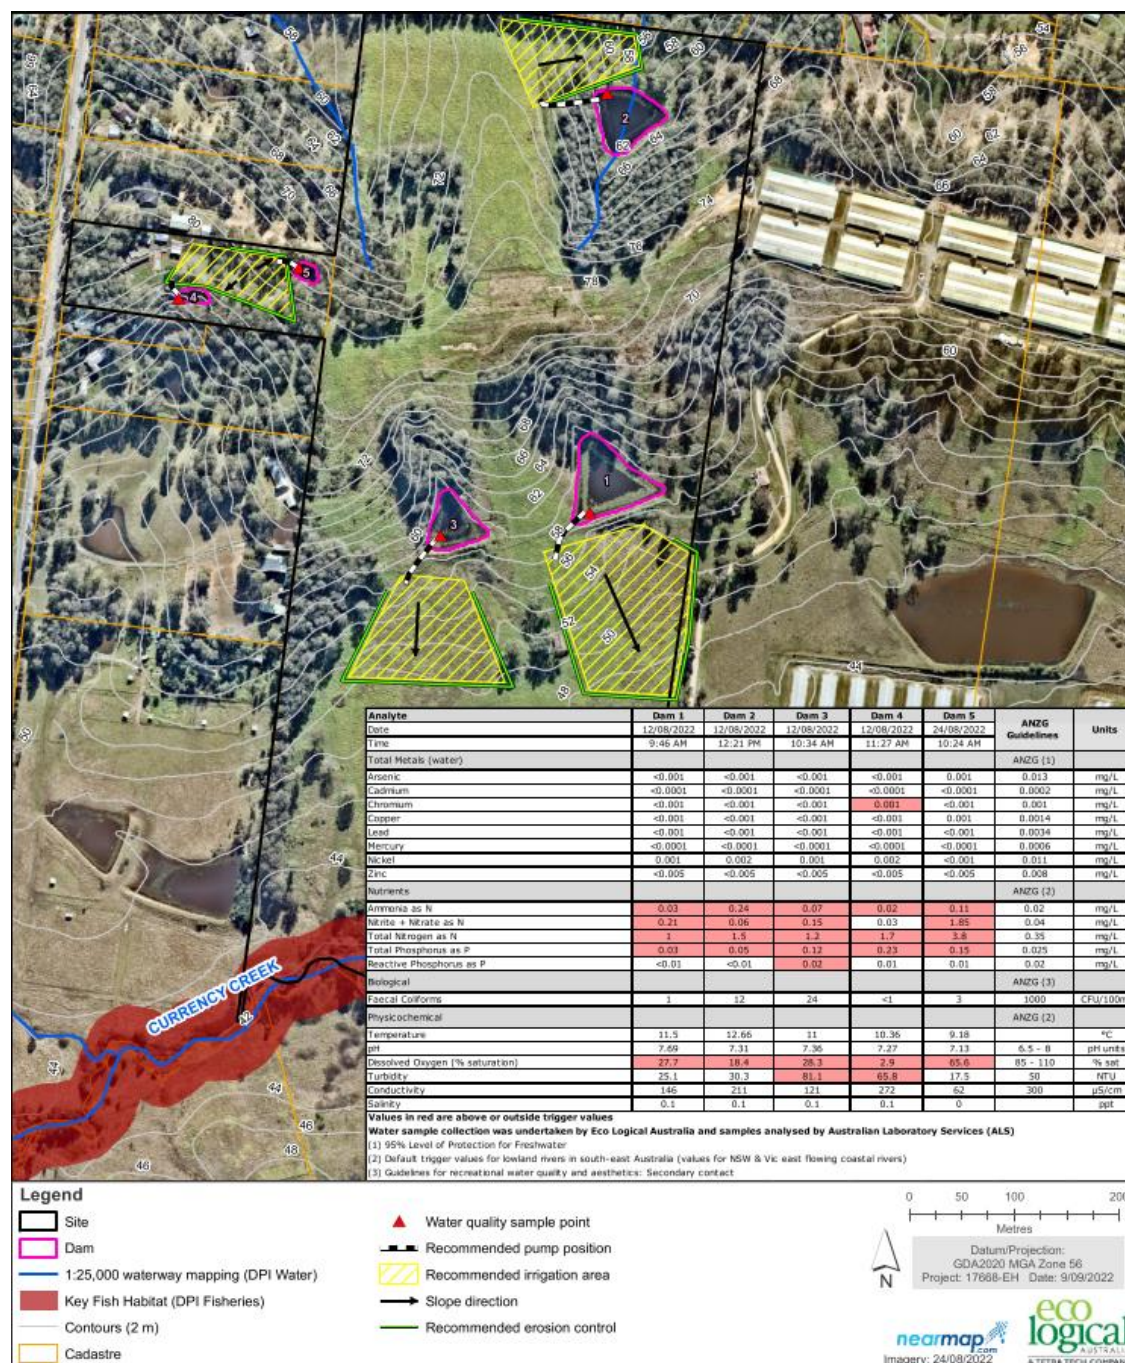 2
5
4
1
3
CURRENCY CREEK
Analyte Dam 1 Dam 2 Dam 3 Dam 4 Dam 5 ANZG Guidelines Units
Date 12/08/2022 12/08/2022 12/08/2022 12/08/2022 24/08/2022
Time 9:46 AM 12:21 PM 10:34 AM 11:27 AM 10:24 AM
Total Metals (water) ANZG (1)
Arsenic <0.001 <0.001 <0.001 <0.001 0.001 0.013 mg/L
Cadmium <0.0001 <0.0001 <0.0001 <0.0001 <0.0001 0.0002 mg/L
Chromium <0.001 <0.001 <0.001 0.001 <0.001 0.001 mg/L
Copper <0.001 <0.001 <0.001 <0.001 0.001 0.0014 mg/L
Lead <0.001 <0.001 <0.001 <0.001 <0.001 0.0034 mg/L
Mercury <0.0001 <0.0001 <0.0001 <0.0001 <0.0001 0.0006 mg/L
Nickel 0.001 0.002 0.001 0.002 <0.001 0.011 mg/L
Zinc <0.005 <0.005 <0.005 <0.005 <0.005 0.008 mg/L
Nutrients ANZG (2)
Ammonia as N 0.03 0.24 0.07 0.02 0.11 0.02 mg/L
Nitrite + Nitrate as N 0.21 0.06 0.15 0.03 1.85 0.04 mg/L
Total Nitrogen as N 1 1.5 1.2 1.7 3.8 0.35 mg/L
Total Phosphorus as P 0.03 0.05 0.12 0.23 0.15 0.025 mg/L
Reactive Phosphorus as P <0.01 <0.01 0.02 0.01 0.01 0.02 mg/L
Biological ANZG (3)
Faecal Coliforms 1 12 24 <1 3 1000 CFU/100m
Physicochemical ANZG (2)
Temperature 11.5 12.66 11 10.36 9.18 °C
pH 7.69 7.31 7.36 7.27 7.13 6.5 - 8 pH units
Dissolved Oxygen (% saturation) 27.7 18.4 28.3 2.9 65.6 85 - 110 % sat
Turbidity 25.1 30.3 81.1 65.8 17.5 50 NTU
Conductivity 146 211 121 272 62 300 µS/cm
Salinity 0.1 0.1 0.1 0.1 0 ppt
Values in red are above or outside trigger values
Water sample collection was undertaken by Eco Logical Australia and samples analysed by Australian Laboratory Services (ALS)
(1) 95% Level of Protection for Freshwater
(2) Default trigger values for lowland rivers in south-east Australia (values for NSW & Vic east flowing coastal rivers)
(3) Guidelines for recreational water quality and aesthetics: Secondary contact
Legend
Site
Dam
1:25,000 waterway mapping (DPI Water)
Key Fish Habitat (DPI Fisheries)
Contours (2 m)
Cadastre
Water quality sample point
Recommended pump position
Recommended irrigation area
Slope direction
Recommended erosion control
0 50 100 200
Metres
N
Datum/Projection:
GDA2020 MGA Zone 56
Project: 17668-EH Date: 9/09/2022
nearmap.com
Imagery: 24/08/2022
eco
logical
AUSTRALIA
A TETRA TECH COMPANY